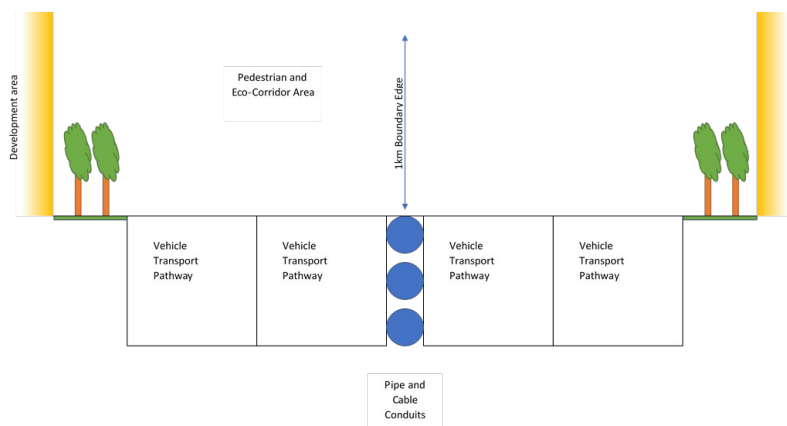 Development area
Pedestrian and
Eco-Corridor Area
1km Boundary Edge
Vehicle
Transport
Pathway
Vehicle
Transport
Pathway
Vehicle
Transport
Pathway
Vehicle
Transport
Pathway
Pipe and
Cable
Conduits